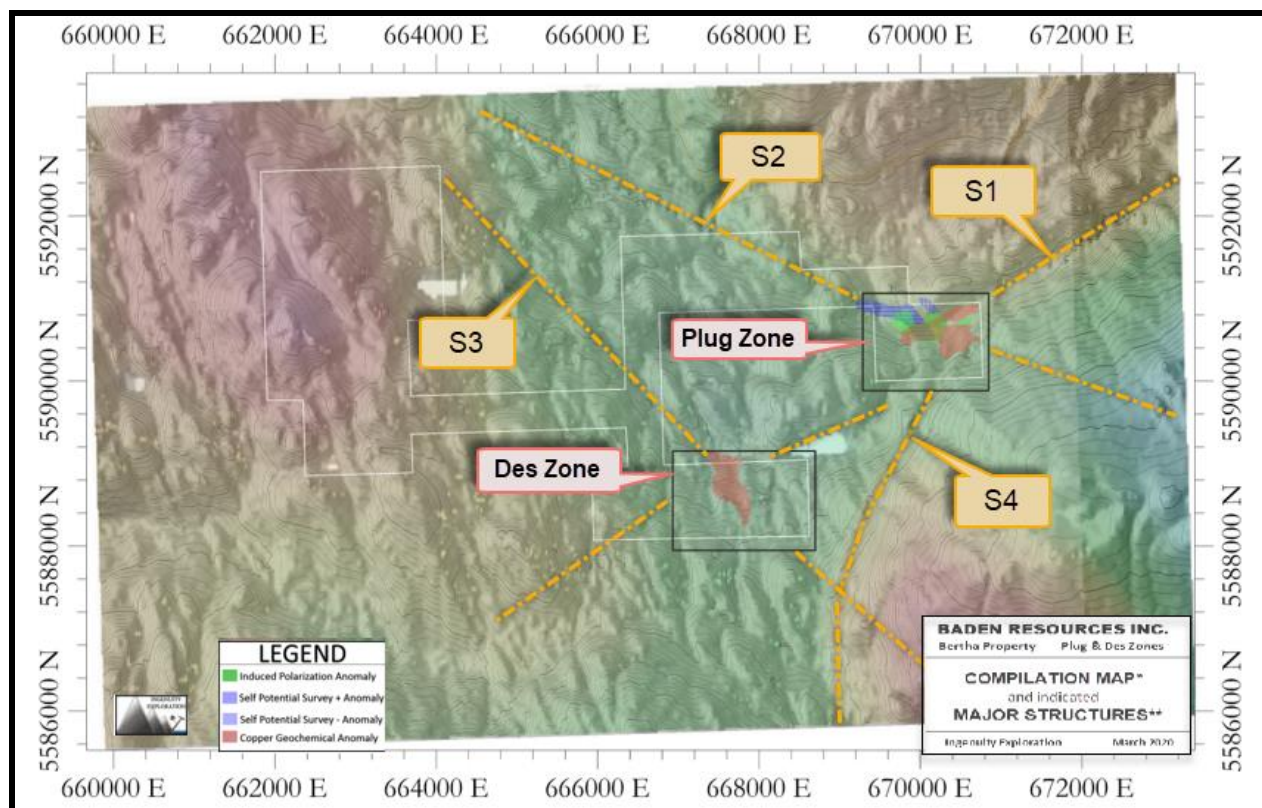 660000 E 662000 E 664000 E 666000 E 668000 E 670000 E 672000 E
5592000 N
5590000 N
5588000 N
5586000 N
S2
S1
S3
Plug Zone
Des Zone
S4
5592000 N
5590000 N
5588000 N
5586000 N
LEGEND
Induced Polarization Anomaly
Self Potential Survey + Anomaly
Self Potential Survey - Anomaly
Copper Geochemical Anomaly
INGENUITY
EXPLORATION
BADEN RESOURCES INC.
Bertha Property Plug & Des Zones
COMPILATION MAP*
and indicated
MAJOR STRUCTURES**
Ingenuity Exploration March 2020
660000 E 662000 E 664000 E 666000 E 668000 E 670000 E 672000 E